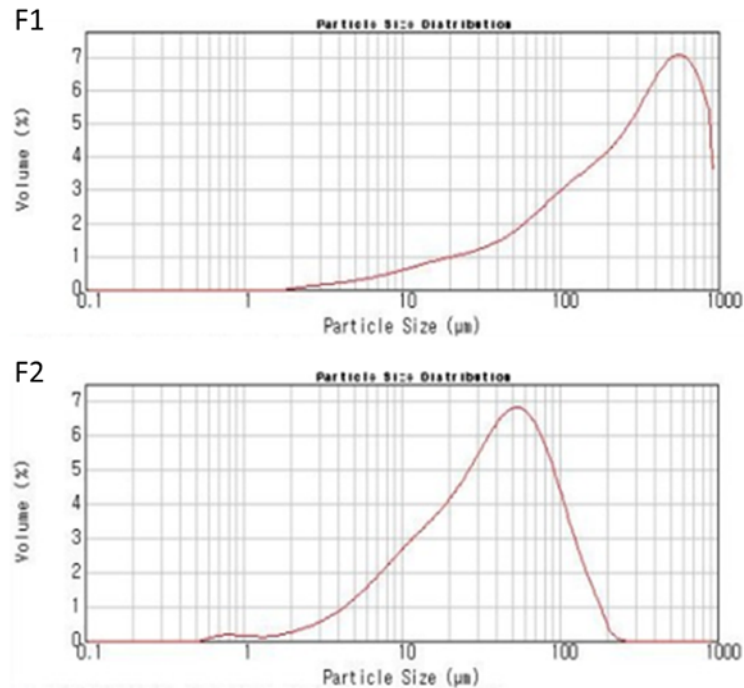 F1
Particle Size Distribution
Volume (%)
7
6
5
4
3
2
1
0
0.1 1 10 100 1000
Particle Size (µm)
F2
Particle Size Distribution
Volume (%)
7
6
5
4
3
2
1
0
0.1 1 10 100 1000
Particle Size (µm)